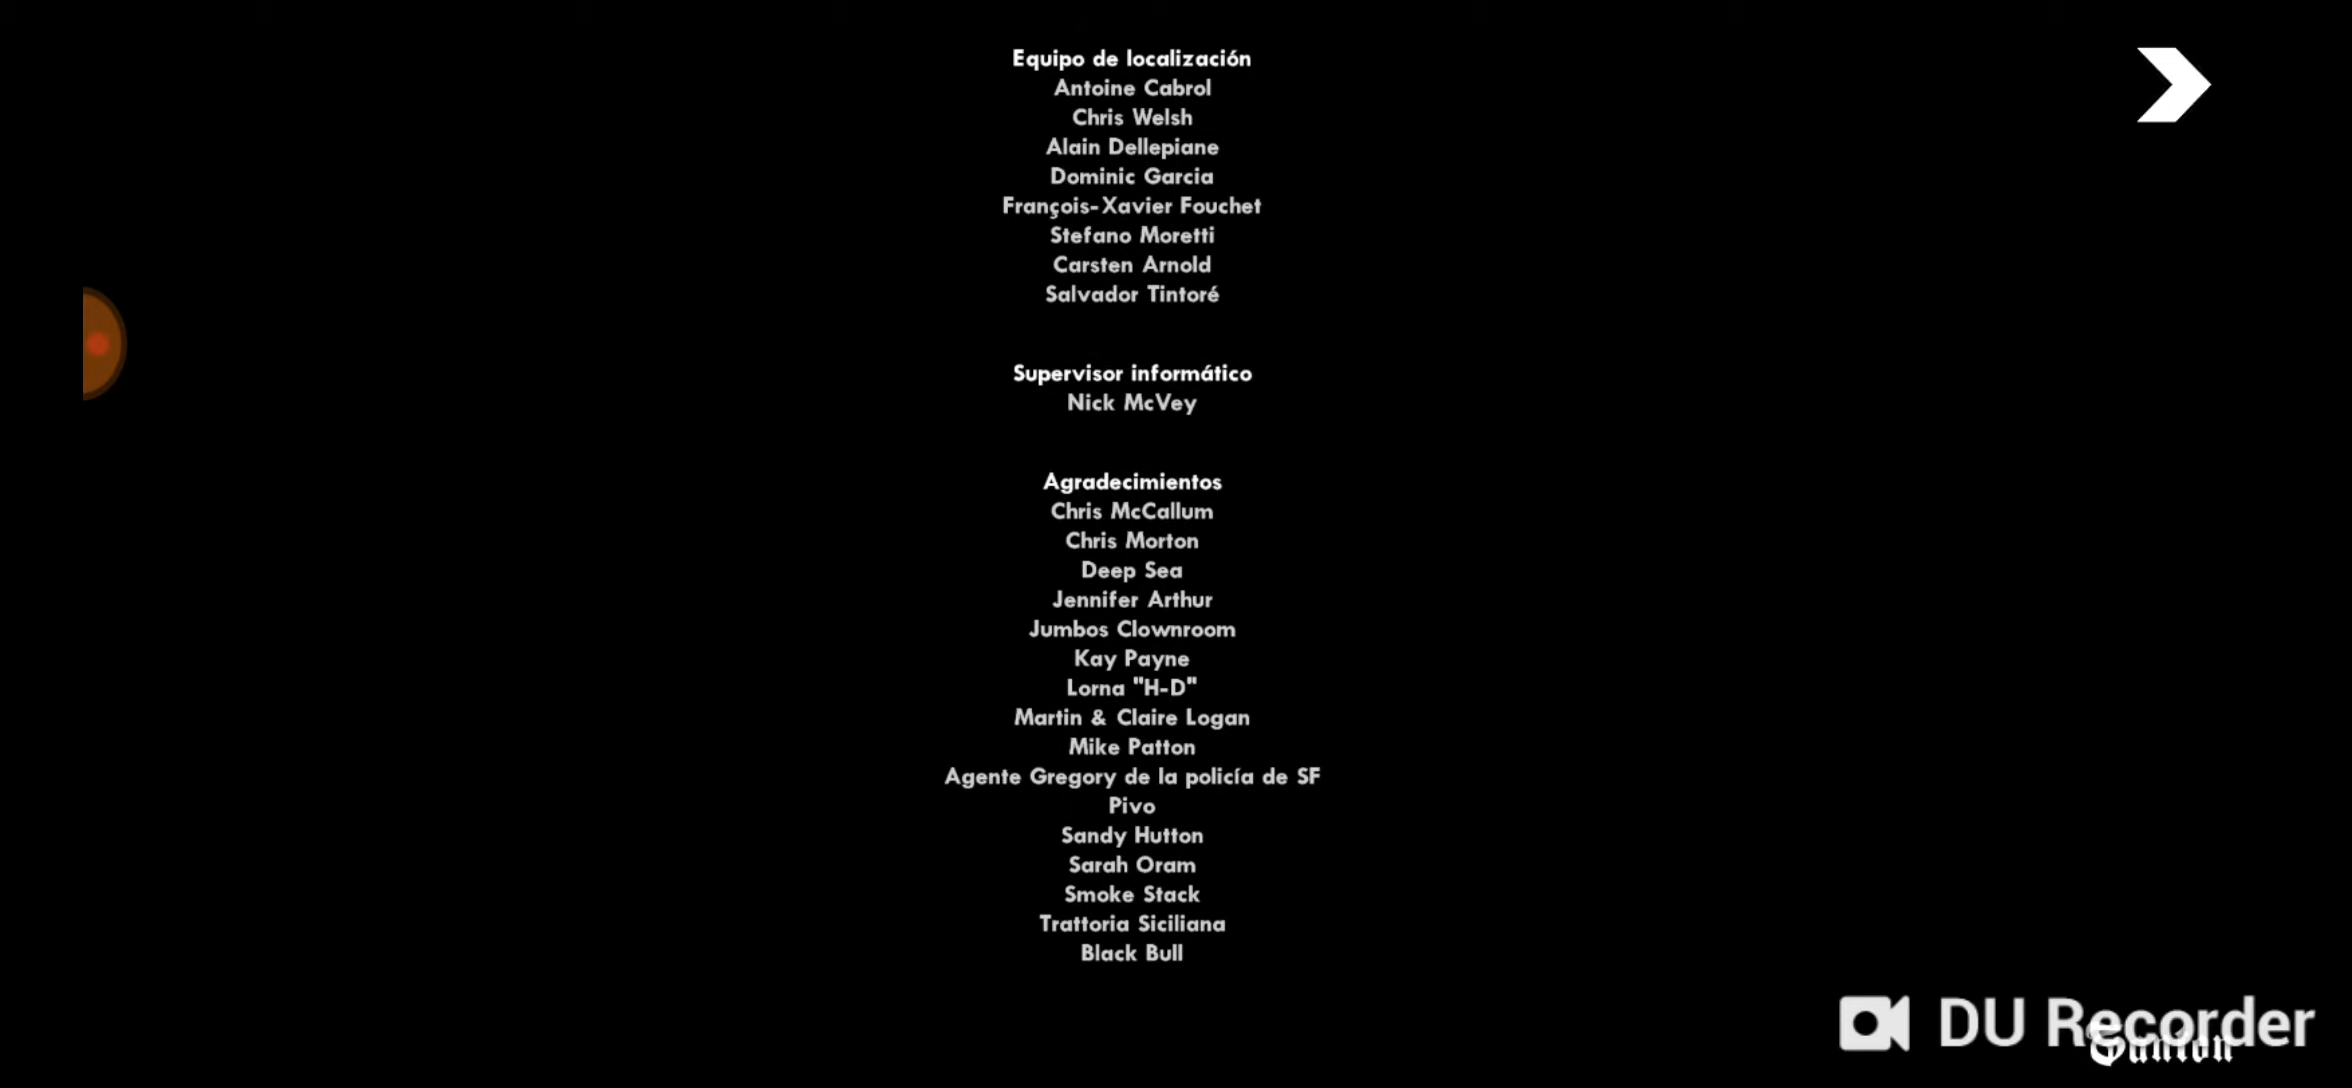 Equipo de localización
Antoine Cabrol
Chris Welsh
Alain Dellepiane
Dominic Garcia
François-Xavier Fouchet
Stefano Moretti
Carsten Arnold
Salvador Tintoré
Supervisor informático
Nick McVey
Agradecimientos
Chris McCallum
Chris Morton
Deep Sea
Jennifer Arthur
Jumbos Clownroom
Kay Payne
Lorna "H-D"
Martin & Claire Logan
Mike Patton
Agente Gregory de la policía de SF
Pivo
Sandy Hutton
Sarah Oram
Smoke Stack
Trattoria Siciliana
Black Bull
DU Recorder
Ganton